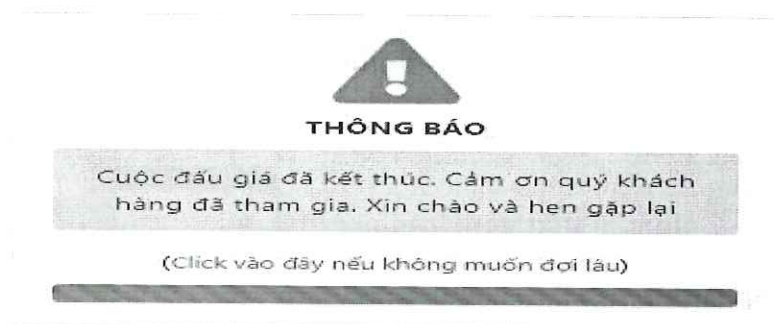 THÔNG BÁO
Cuộc đấu giá đã kết thúc. Cảm ơn quý khách
hàng đã tham gia. Xin chào và hẹn gặp lại
(Click vào đây nếu không muốn đợi lâu)